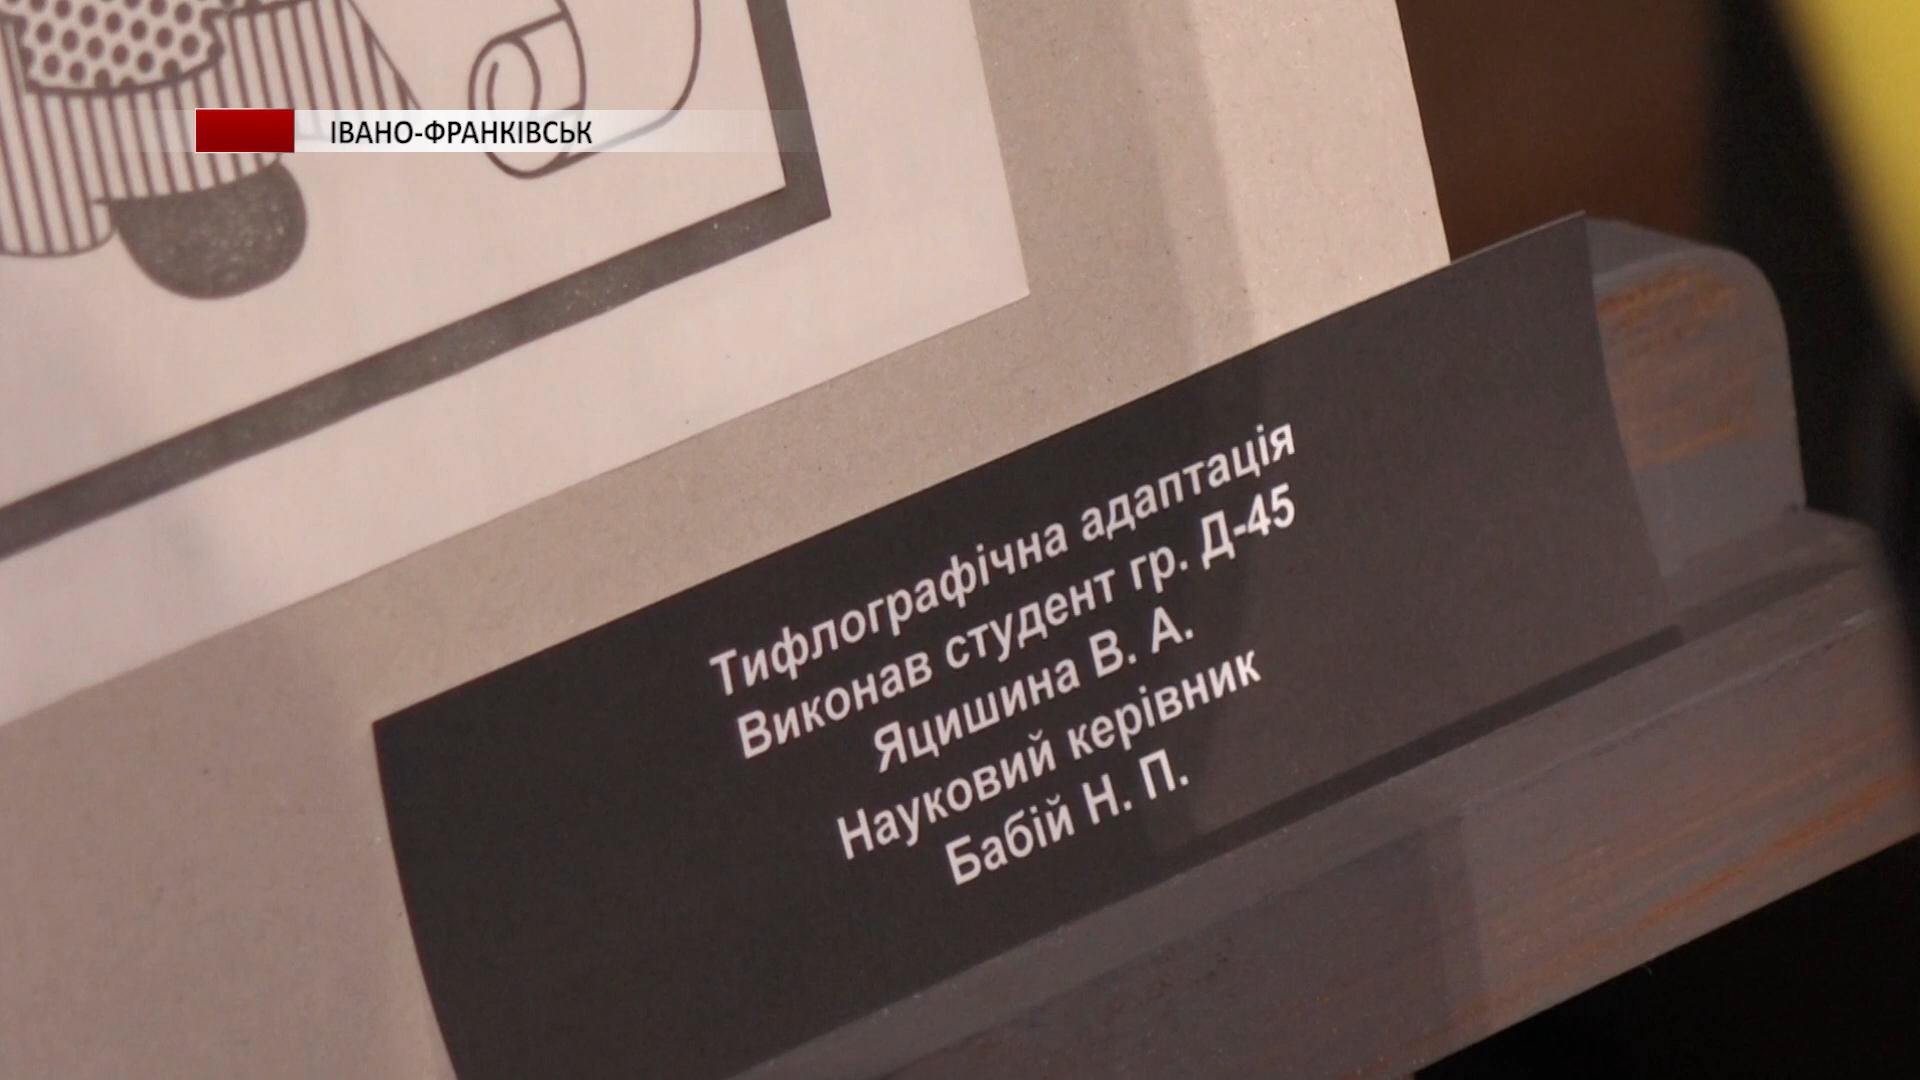 ІВАНО-ФРАНКІВСЬК
Тифлографічна адаптація
Виконав студент гр. Д-45
Яцишина В. А.
Науковий керівник
Бабій Н. П.